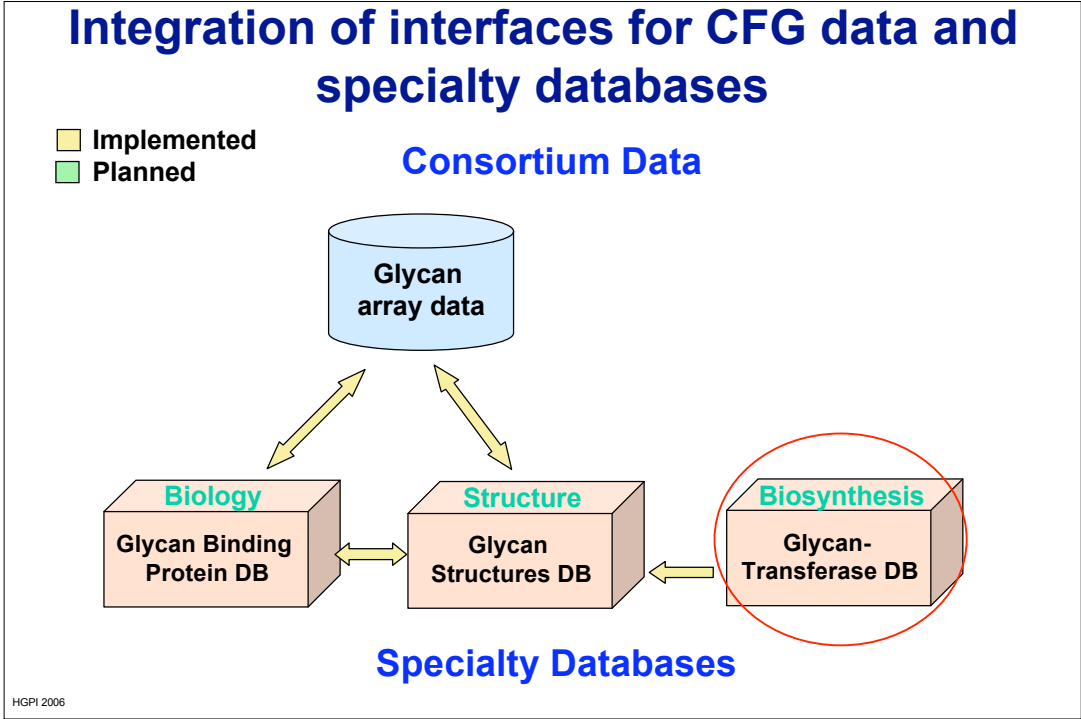 Integration of interfaces for CFG data and
specialty databases
Implemented
Planned
Consortium Data
Glycan
array data
Biology
Glycan Binding
Protein DB
Structure
Glycan
Structures DB
Biosynthesis
Glycan-
Transferase DB
Specialty Databases
HGPI 2006